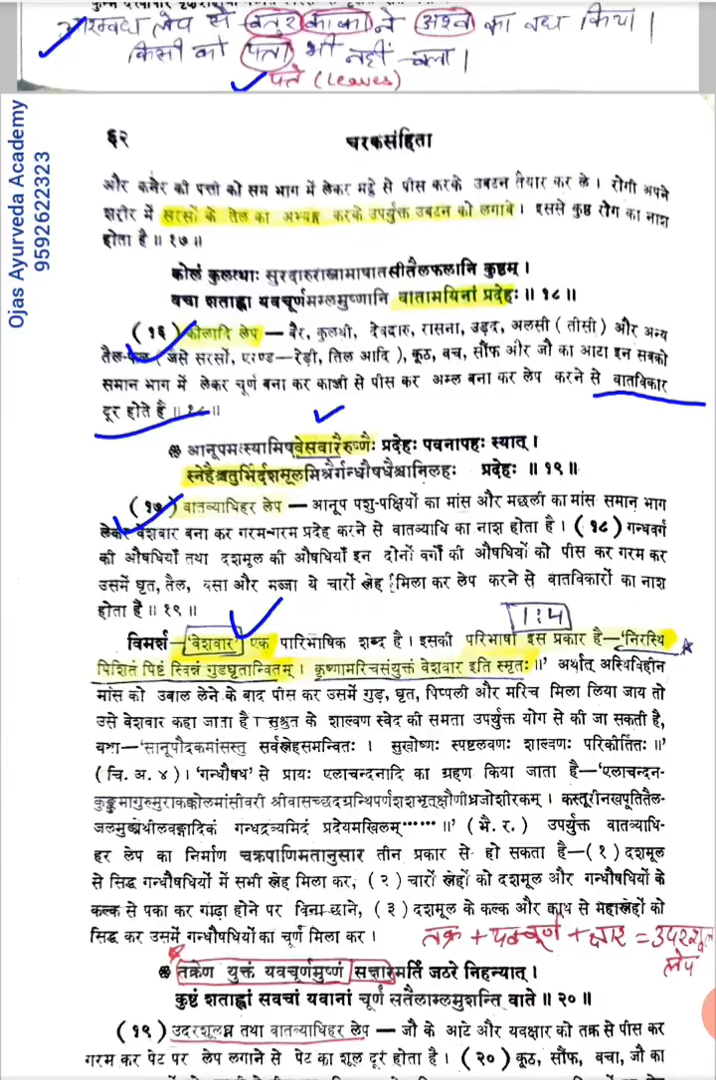 आरग्वध लेप से चतुर काका ने अश्व का वध किया।
किसी को पता भी नहीं चला।
पते (Leaves)
Ojas Ayurveda Academy
9592622323
६२ चरकसंहिता
और कनेर की पत्ती को सम भाग में लेकर मट्ठे से पीस करके उबटन तैयार कर ले। रोगी अपने
शरीर में सरसों के तेल का अभ्यङ्ग करके उपर्युक्त उबटन को लगावे। इससे कुष्ठ रोग का नाश
होता है॥ १७॥
कोलं कुलत्थाः सुरदारुरास्नामाषातसीतैलफलानि कुष्ठम्।
वचा शताह्वा यवचूर्णमम्लमुष्णानि वातामयिनां प्रदेहः॥ १८॥
(१६) कोलादि लेप — बैर, कुलथी, देवदारु, रासना, उड़द, अलसी (तीसी) और अन्य
तैल-फल (जैसे सरसों, एरण्ड—रेड़ी, तिल आदि), कूठ, वच, सौंफ और जौ का आटा इन सबको
समान भाग में लेकर चूर्ण बना कर काञ्जी से पीस कर अम्ल बना कर लेप करने से वातविकार
दूर होते हैं॥ १८॥
❀ आनूपमत्स्यामिषवेसवारैरुष्णैः प्रदेहः पवनापहः स्यात्।
स्नेहैश्चतुर्भिर्दशमूलमिश्रैर्गन्धौषधैश्चानिलहः प्रदेहः॥ १९॥
(१७) वातव्याधिहर लेप — आनूप पशु-पक्षियों का मांस और मछली का मांस समान भाग
लेकर वेशवार बना कर गरम-गरम प्रदेह करने से वातव्याधि का नाश होता है। (१८) गन्धवर्ग
की औषधियाँ तथा दशमूल की औषधियाँ इन दोनों वर्गों की औषधियों को पीस कर गरम कर
उसमें घृत, तैल, वसा और मज्जा ये चारों स्नेह मिला कर लेप करने से वातविकारों का नाश
होता है॥ १९॥
1:4
विमर्श—'वेशवार' एक पारिभाषिक शब्द है। इसकी परिभाषा इस प्रकार है—'निरस्थि
पिशितं पिष्टं स्विन्नं गुडघृतान्वितम्। कृष्णामरिचसंयुक्तं वेशवार इति स्मृतः॥' अर्थात् अस्थिविहीन
मांस को उबाल लेने के बाद पीस कर उसमें गुड़, घृत, पिप्पली और मरिच मिला लिया जाय तो
उसे वेशवार कहा जाता है। सुश्रुत के शाल्वण स्वेद की समता उपर्युक्त योग से की जा सकती है,
यथा—'सानूपौदकमांसस्तु सर्वस्नेहसमन्वितः। सुखोष्णः स्पष्टलवणः शाल्वणः परिकीर्तितः॥'
(चि. अ. ४)। 'गन्धौषध' से प्रायः एलाचन्दनादि का ग्रहण किया जाता है—'एलाचन्दन-
कुङ्कुमागुरुमुराकक्कोलमांसीवरी श्रीवासच्छदग्रन्थिपर्णशशभृत्क्षौणीध्रजोशीरकम्। कस्तूरीनखपूतितैल-
जलमुङ्मेथीलवङ्गादिकं गन्धद्रव्यमिदं प्रदेयमखिलम्......॥' (भै. र.) उपर्युक्त वातव्याधि-
हर लेप का निर्माण चक्रपाणिमतानुसार तीन प्रकार से हो सकता है—(१) दशमूल
से सिद्ध गन्धौषधियों में सभी स्नेह मिला कर, (२) चारों स्नेहों को दशमूल और गन्धौषधियों के
कल्क से पका कर गाढ़ा होने पर विना छाने, (३) दशमूल के कल्क और क्वाथ से महास्नेहों को
सिद्ध कर उसमें गन्धौषधियों का चूर्ण मिला कर।
तक्र + यवचूर्ण + क्षार = उदरशूल
लेप
❀ तक्रेण युक्तं यवचूर्णमुष्णं सक्षारमर्तिं जठरे निहन्यात्।
कुष्ठं शताह्वां सवचां यवानां चूर्णं सतैलाम्लमुशन्ति वाते॥ २०॥
(१९) उदरशूलघ्न तथा वातव्याधिहर लेप — जौ के आटे और यवक्षार को तक्र से पीस कर
गरम कर पेट पर लेप लगाने से पेट का शूल दूर होता है। (२०) कूठ, सौंफ, वचा, जौ का